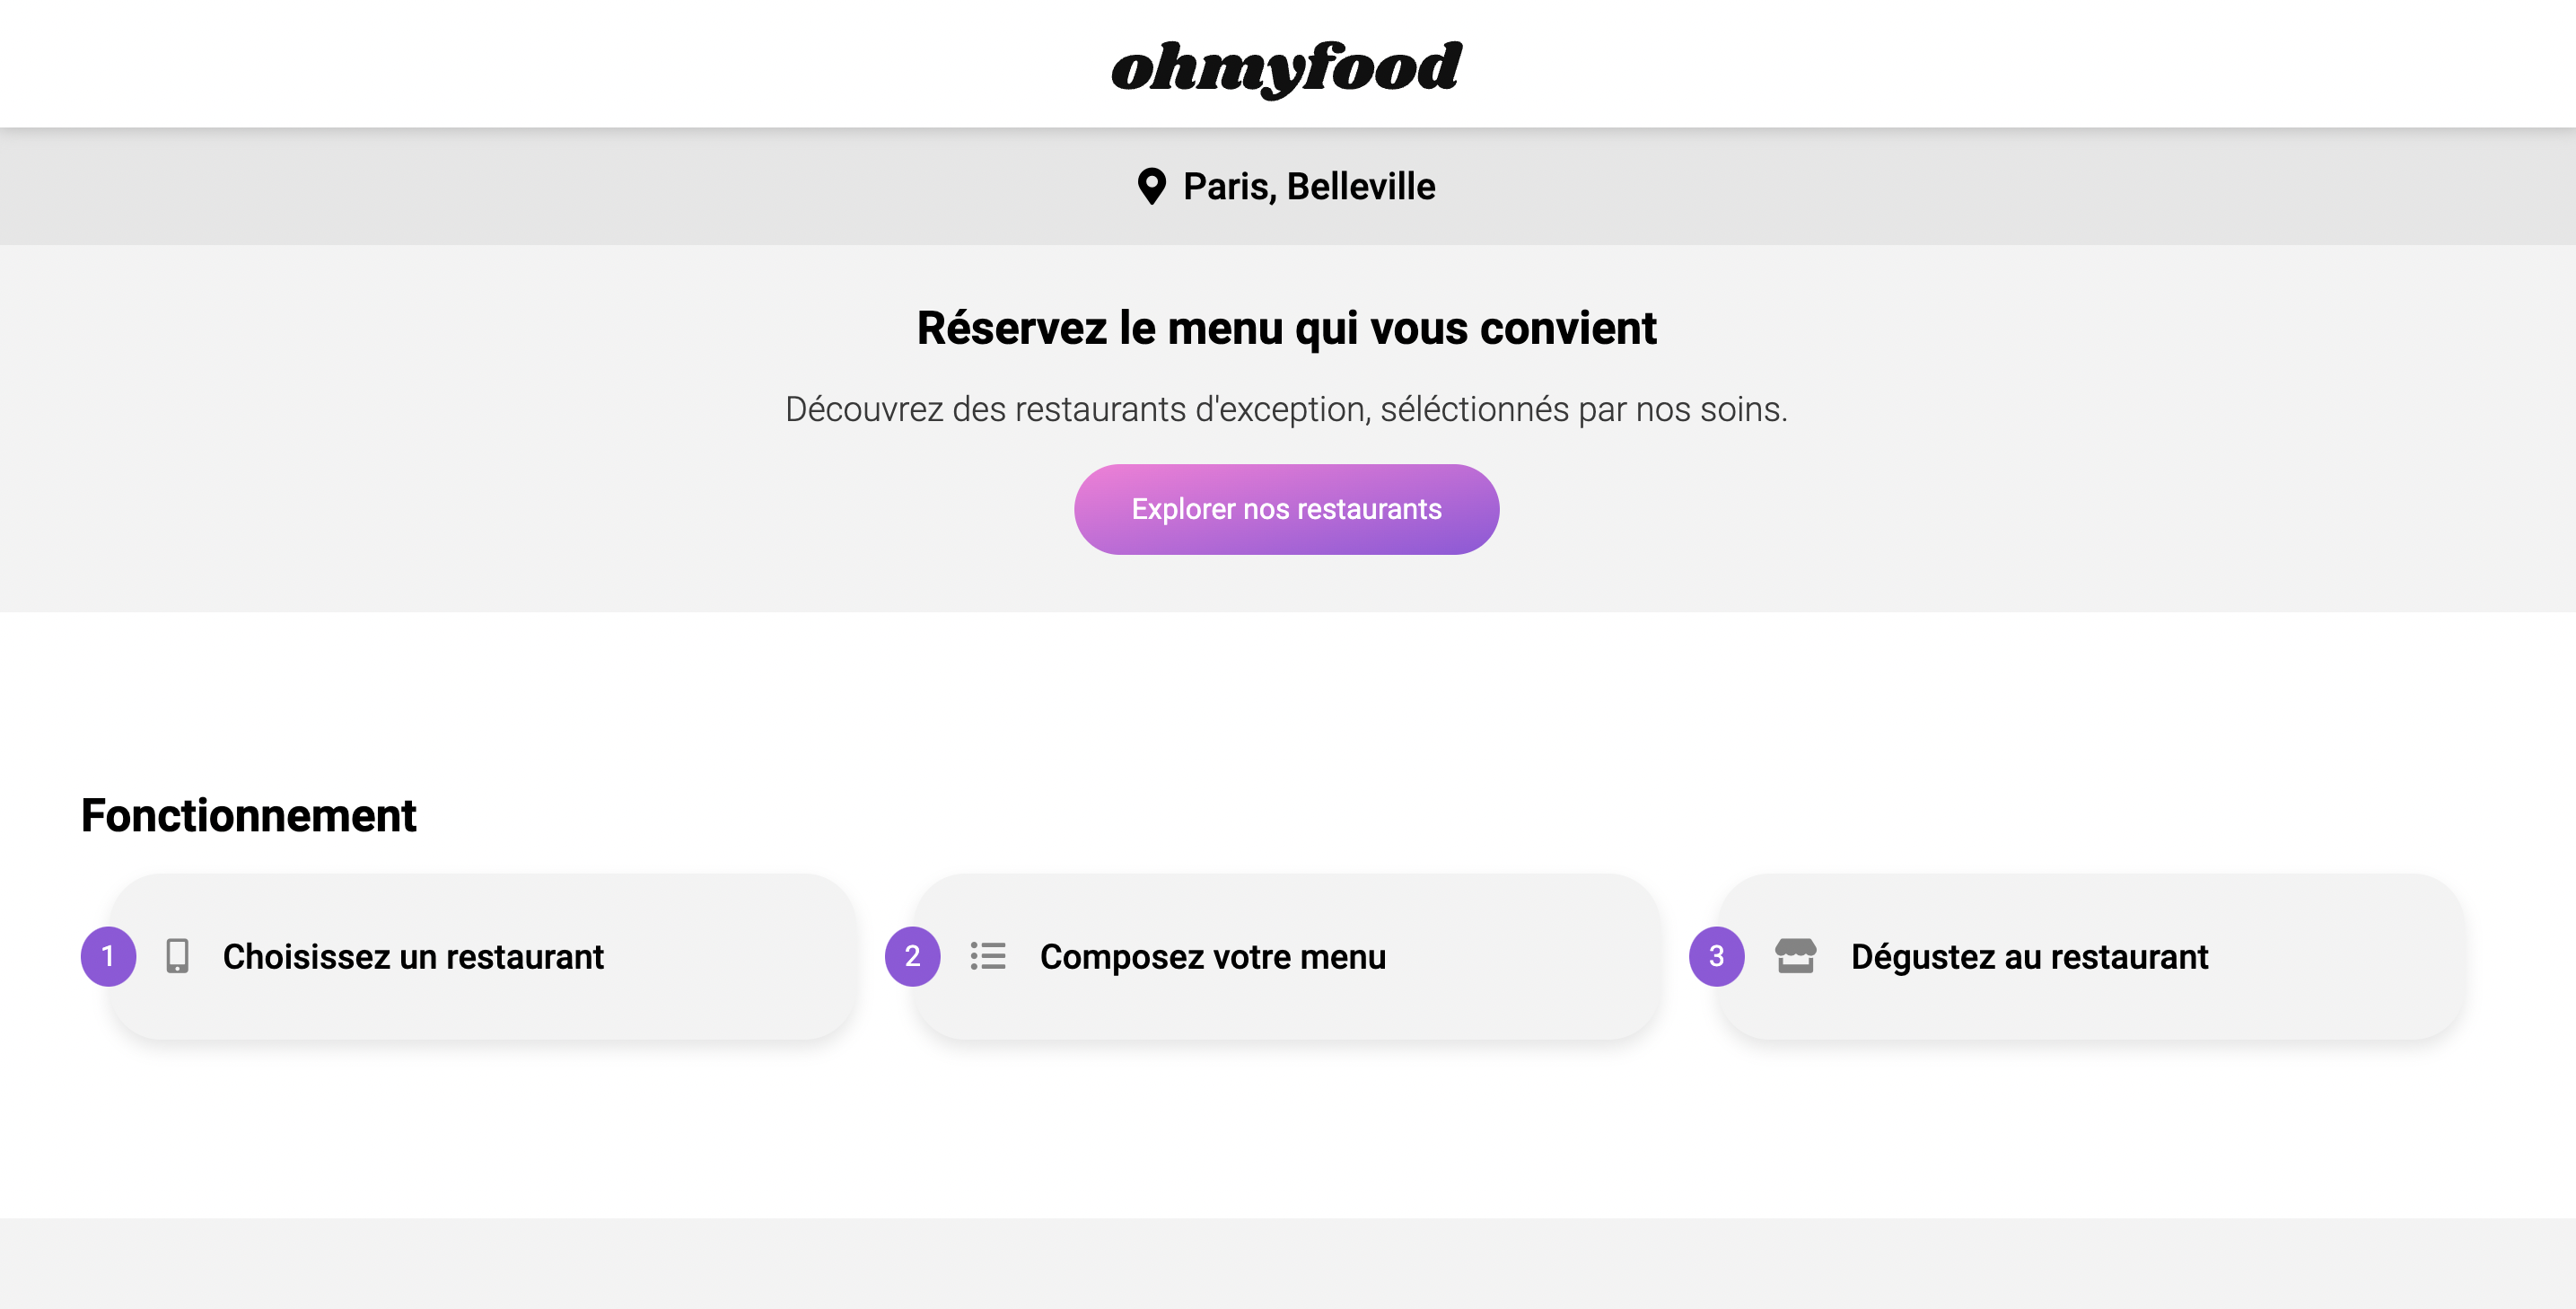 ohmyfood
Paris, Belleville
Réservez le menu qui vous convient
Découvrez des restaurants d'exception, séléctionnés par nos soins.
Explorer nos restaurants
Fonctionnement
1 Choisissez un restaurant
2 Composez votre menu
3 Dégustez au restaurant